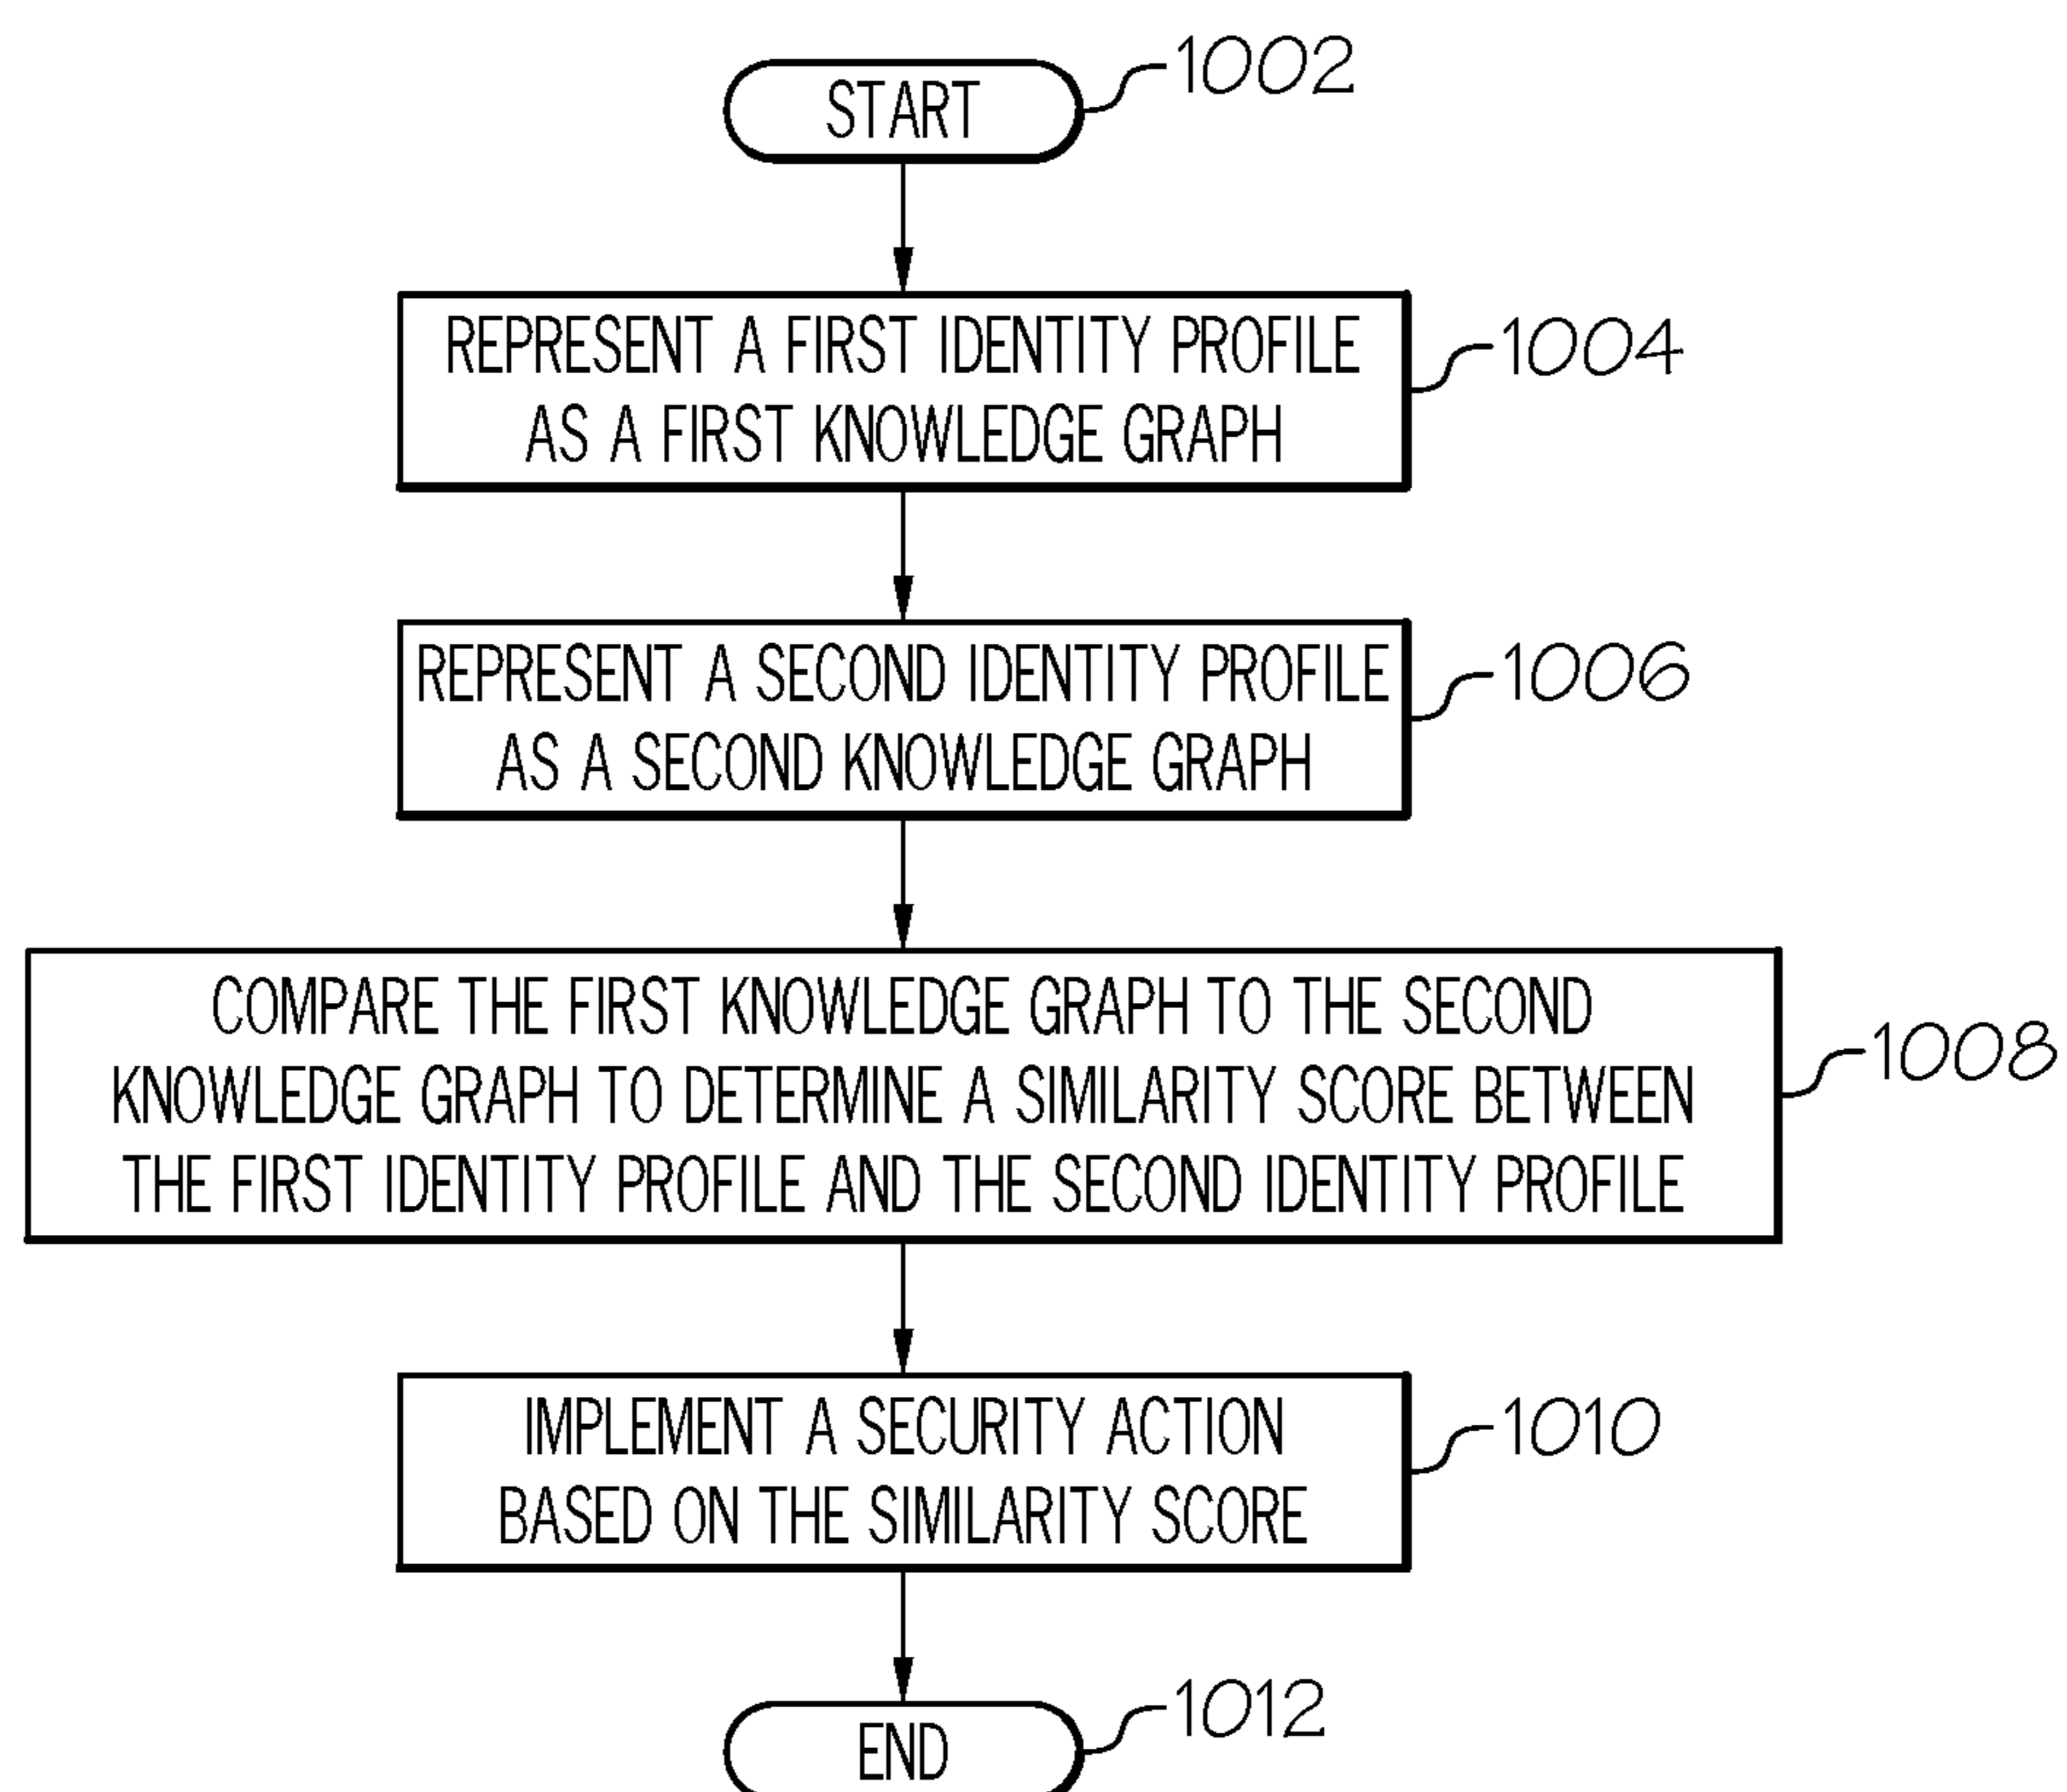 START
1002
REPRESENT A FIRST IDENTITY PROFILE
AS A FIRST KNOWLEDGE GRAPH
1004
REPRESENT A SECOND IDENTITY PROFILE
AS A SECOND KNOWLEDGE GRAPH
1006
COMPARE THE FIRST KNOWLEDGE GRAPH TO THE SECOND
KNOWLEDGE GRAPH TO DETERMINE A SIMILARITY SCORE BETWEEN
THE FIRST IDENTITY PROFILE AND THE SECOND IDENTITY PROFILE
1008
IMPLEMENT A SECURITY ACTION
BASED ON THE SIMILARITY SCORE
1010
END
1012